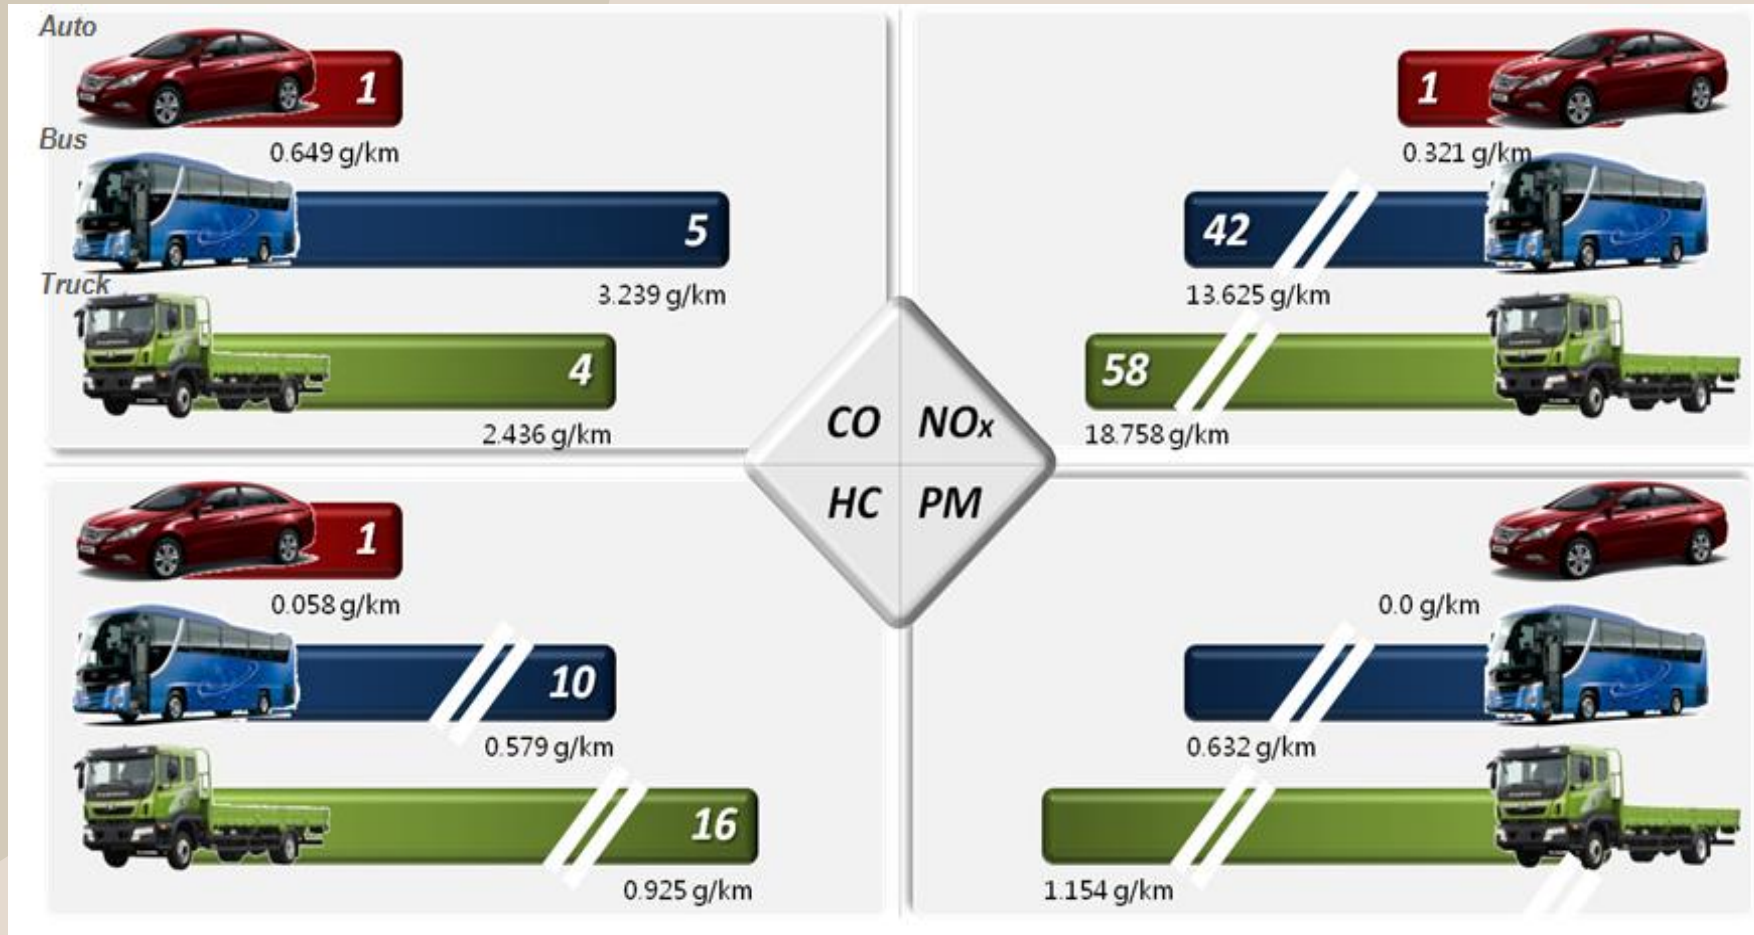 Auto
1
0.649 g/km
Bus
5
3.239 g/km
Truck
4
2.436 g/km
1
0.321 g/km
42
13.625 g/km
58
18.758 g/km
CO NOx
HC PM
1
0.058 g/km
10
0.579 g/km
16
0.925 g/km
0.0 g/km
0.632 g/km
1.154 g/km